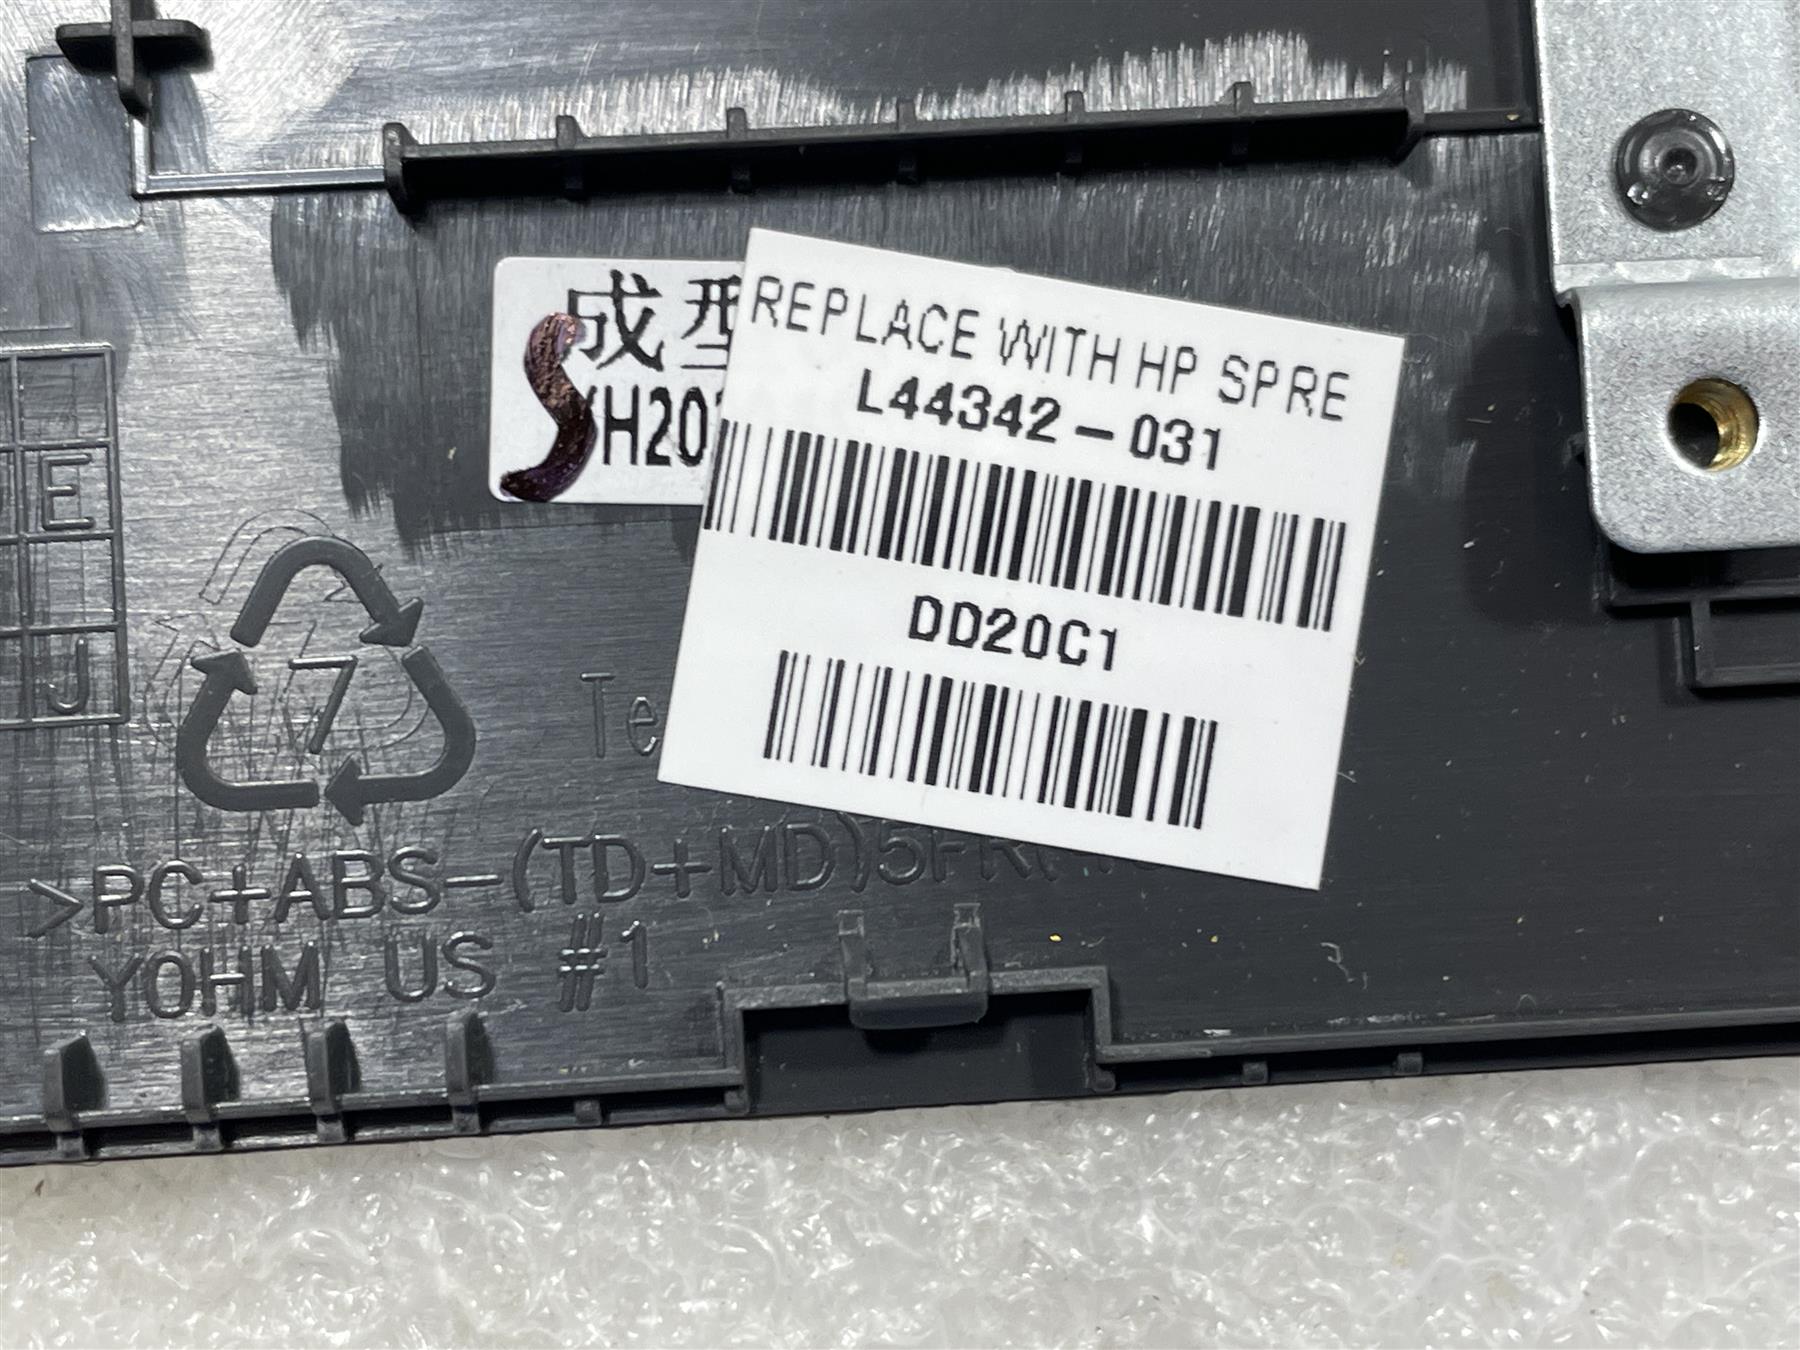 成型
REPLACE WITH HP SPRE
L44342-031
H20
DD20C1
E
J
7
Te
>PC+ABS-(TD+MD)5FR
YOHM US #1